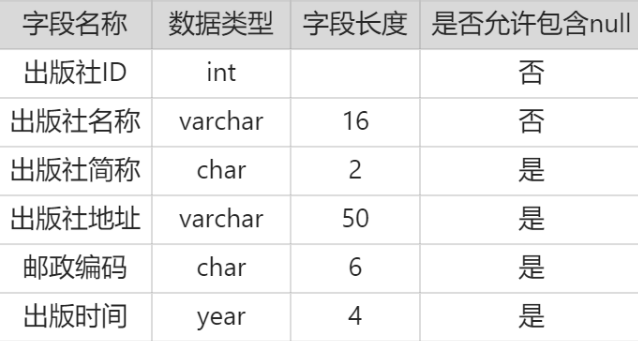 字段名称 数据类型 字段长度 是否允许包含null
出版社ID int 否
出版社名称 varchar 16 否
出版社简称 char 2 是
出版社地址 varchar 50 是
邮政编码 char 6 是
出版时间 year 4 是